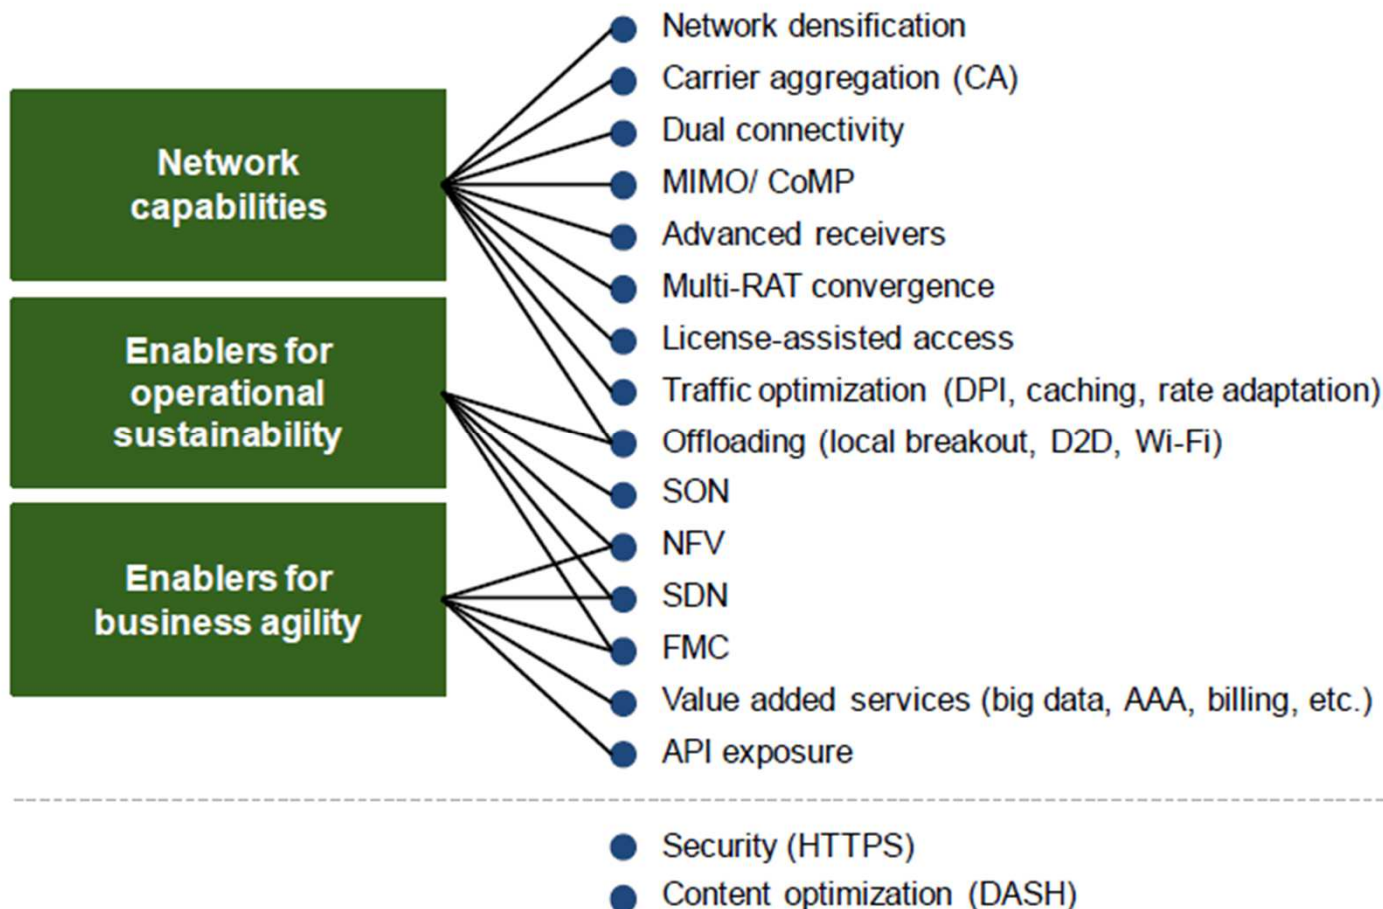 Network densification
Carrier aggregation (CA)
Dual connectivity
MIMO/ CoMP
Advanced receivers
Multi-RAT convergence
License-assisted access
Traffic optimization (DPI, caching, rate adaptation)
Offloading (local breakout, D2D, Wi-Fi)
SON
NFV
SDN
FMC
Value added services (big data, AAA, billing, etc.)
API exposure
Network
capabilities
Enablers for
operational
sustainability
Enablers for
business agility
Security (HTTPS)
Content optimization (DASH)